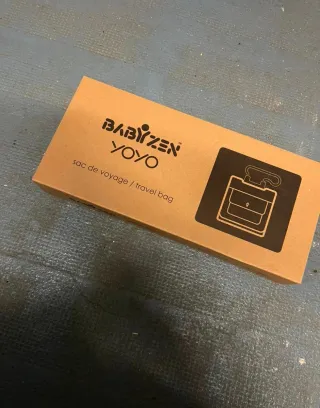 BABYZEN
YOYO
sac de voyage / travel bag